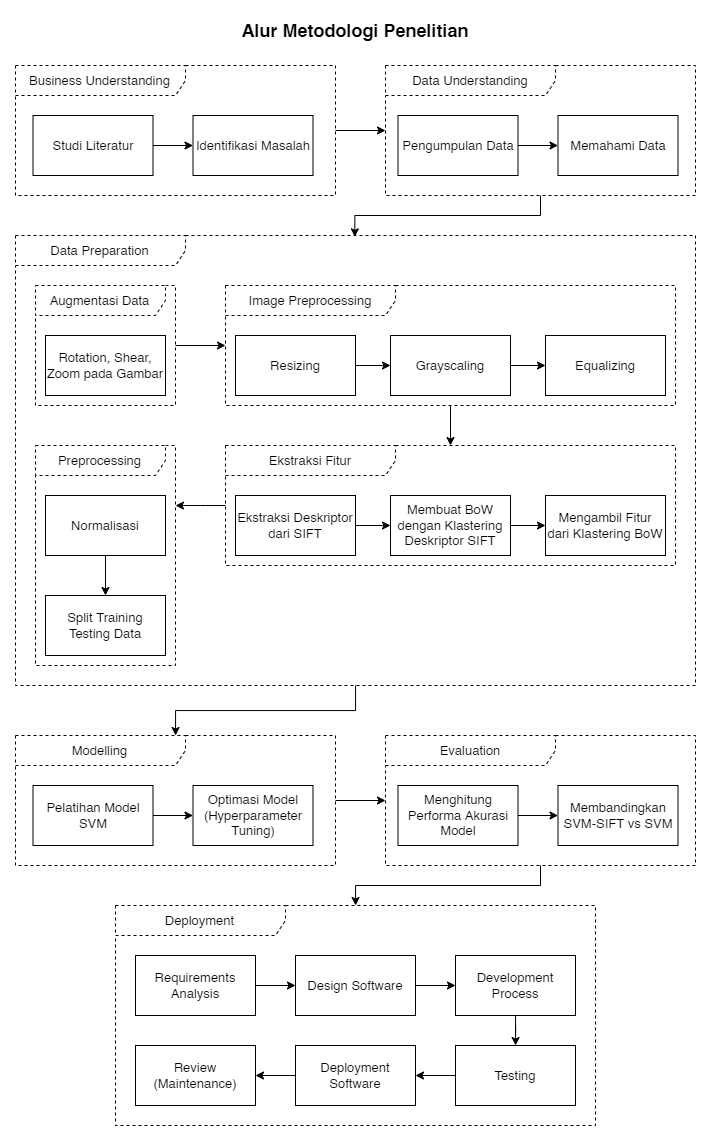 Alur Metodologi Penelitian
Business Understanding
Studi Literatur
Identifikasi Masalah
Data Understanding
Pengumpulan Data
Memahami Data
Data Preparation
Augmentasi Data
Rotation, Shear,
Zoom pada Gambar
Image Preprocessing
Resizing
Grayscaling
Equalizing
Ekstraksi Fitur
Ekstraksi Deskriptor
dari SIFT
Membuat BoW
dengan Klastering
Deskriptor SIFT
Mengambil Fitur
dari Klastering BoW
Preprocessing
Normalisasi
Split Training
Testing Data
Modelling
Pelatihan Model
SVM
Optimasi Model
(Hyperparameter
Tuning)
Evaluation
Menghitung
Performa Akurasi
Model
Membandingkan
SVM-SIFT vs SVM
Deployment
Requirements
Analysis
Design Software
Development
Process
Testing
Deployment
Software
Review
(Maintenance)